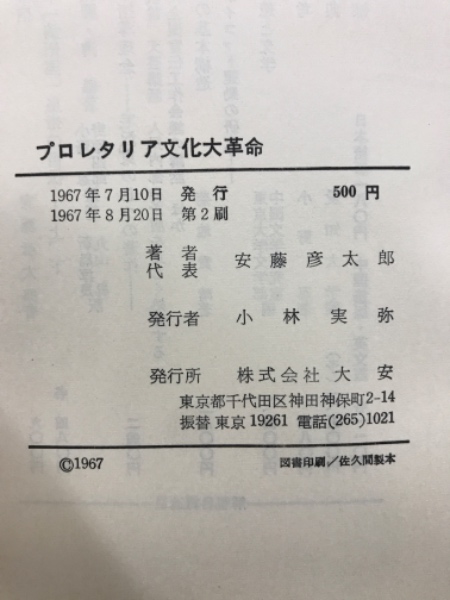 プロレタリア文化大革命
1967年7月10日 発行 500円
1967年8月20日 第2刷
著者代表 安藤彦太郎
発行者 小林実弥
発行所 株式会社 大安
東京都千代田区神田神保町2-14
振替 東京 19261 電話(265)1021
©1967 図書印刷/佐久間製本